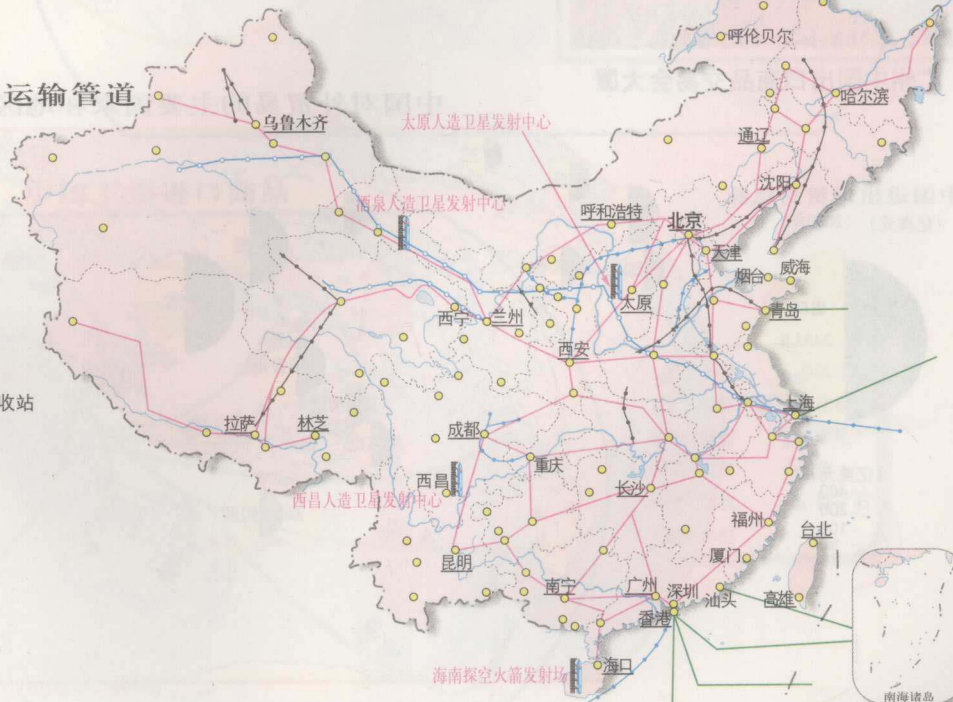 呼伦贝尔
运输管道
哈尔滨
乌鲁木齐
太原人造卫星发射中心
通辽
沈阳
酒泉人造卫星发射中心
呼和浩特
北京
天津
烟台
威海
太原
青岛
西宁
兰州
西安
收站
上海
拉萨
林芝
成都
重庆
西昌
长沙
西昌人造卫星发射中心
福州
台北
昆明
厦门
南宁
广州
深圳
汕头
高雄
香港
海口
海南探空火箭发射场
南海诸岛